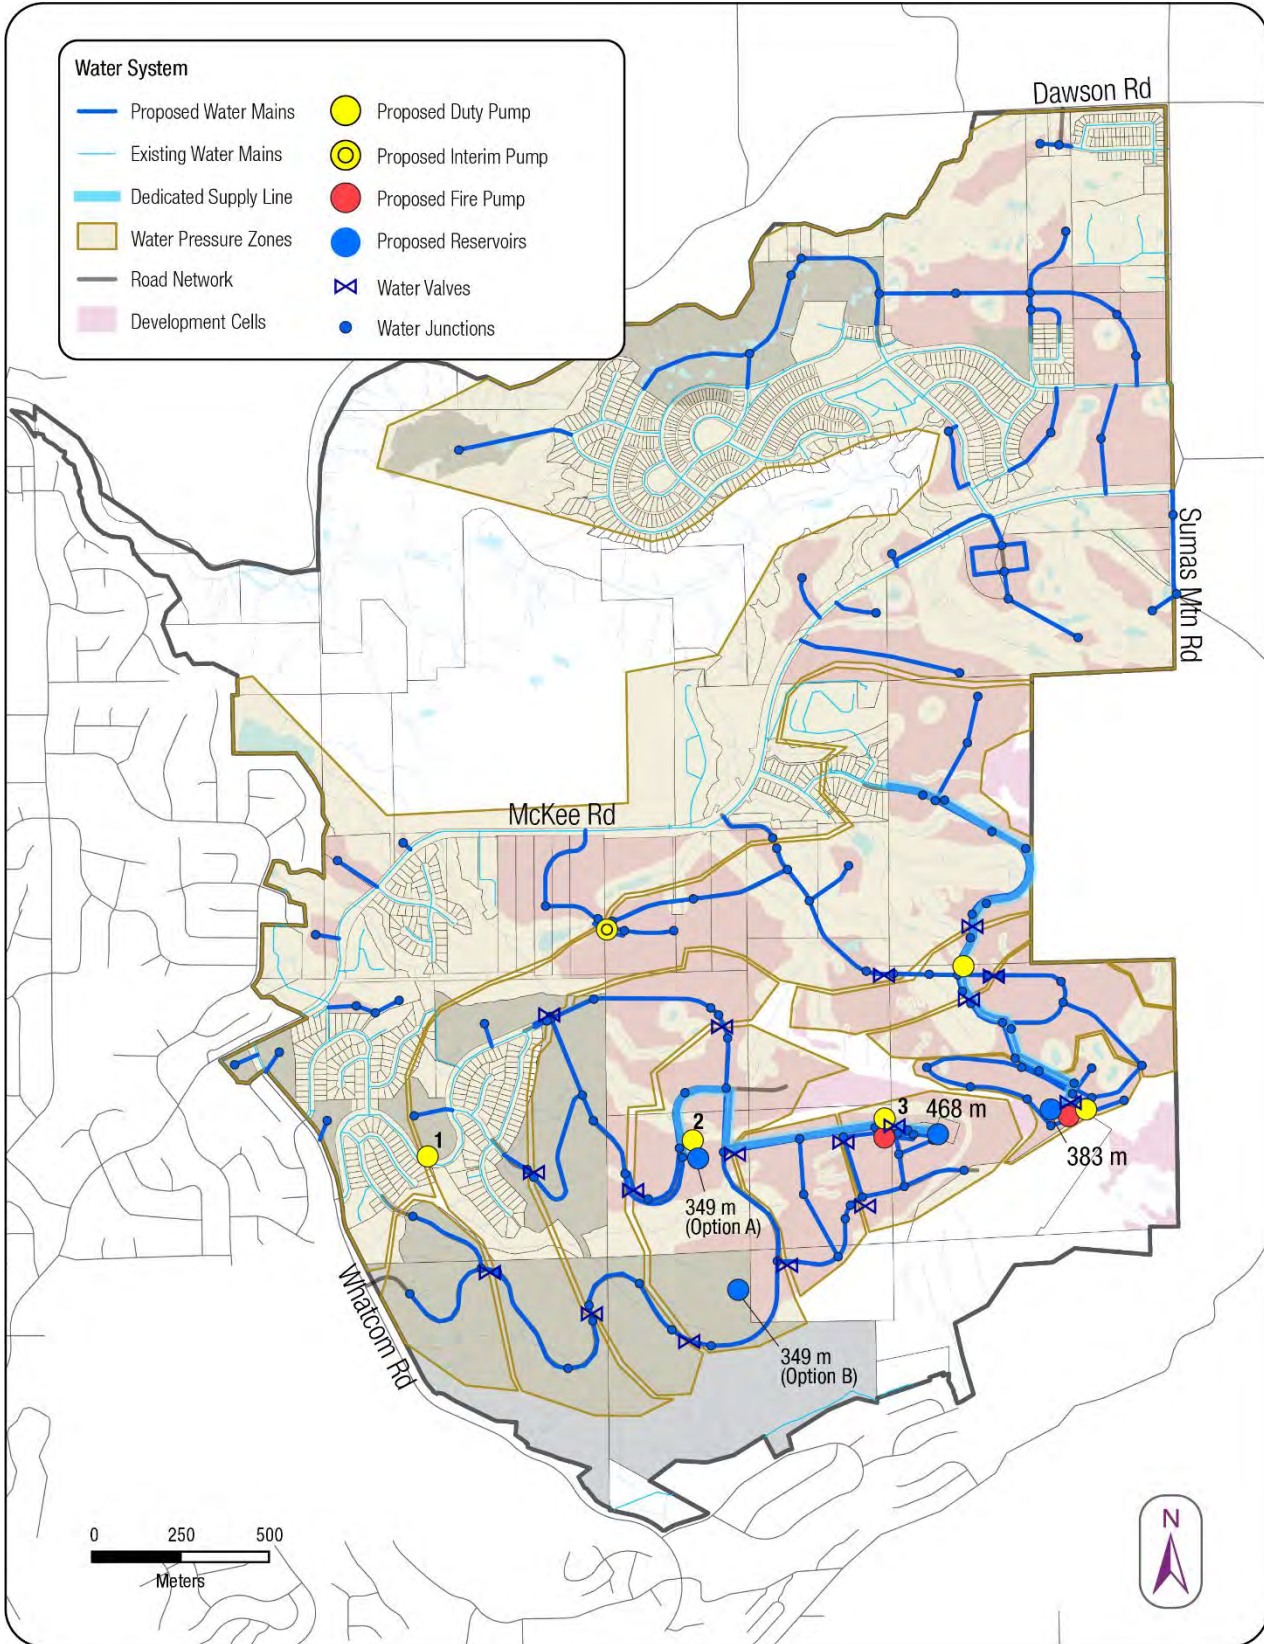 Water System
Proposed Water Mains
Existing Water Mains
Dedicated Supply Line
Water Pressure Zones
Road Network
Development Cells
Proposed Duty Pump
Proposed Interim Pump
Proposed Fire Pump
Proposed Reservoirs
Water Valves
Water Junctions
Dawson Rd
Sumas Mtn Rd
McKee Rd
3
468 m
2
1
383 m
349 m
(Option A)
Whatcom Rd
349 m
(Option B)
0 250 500
Meters
N